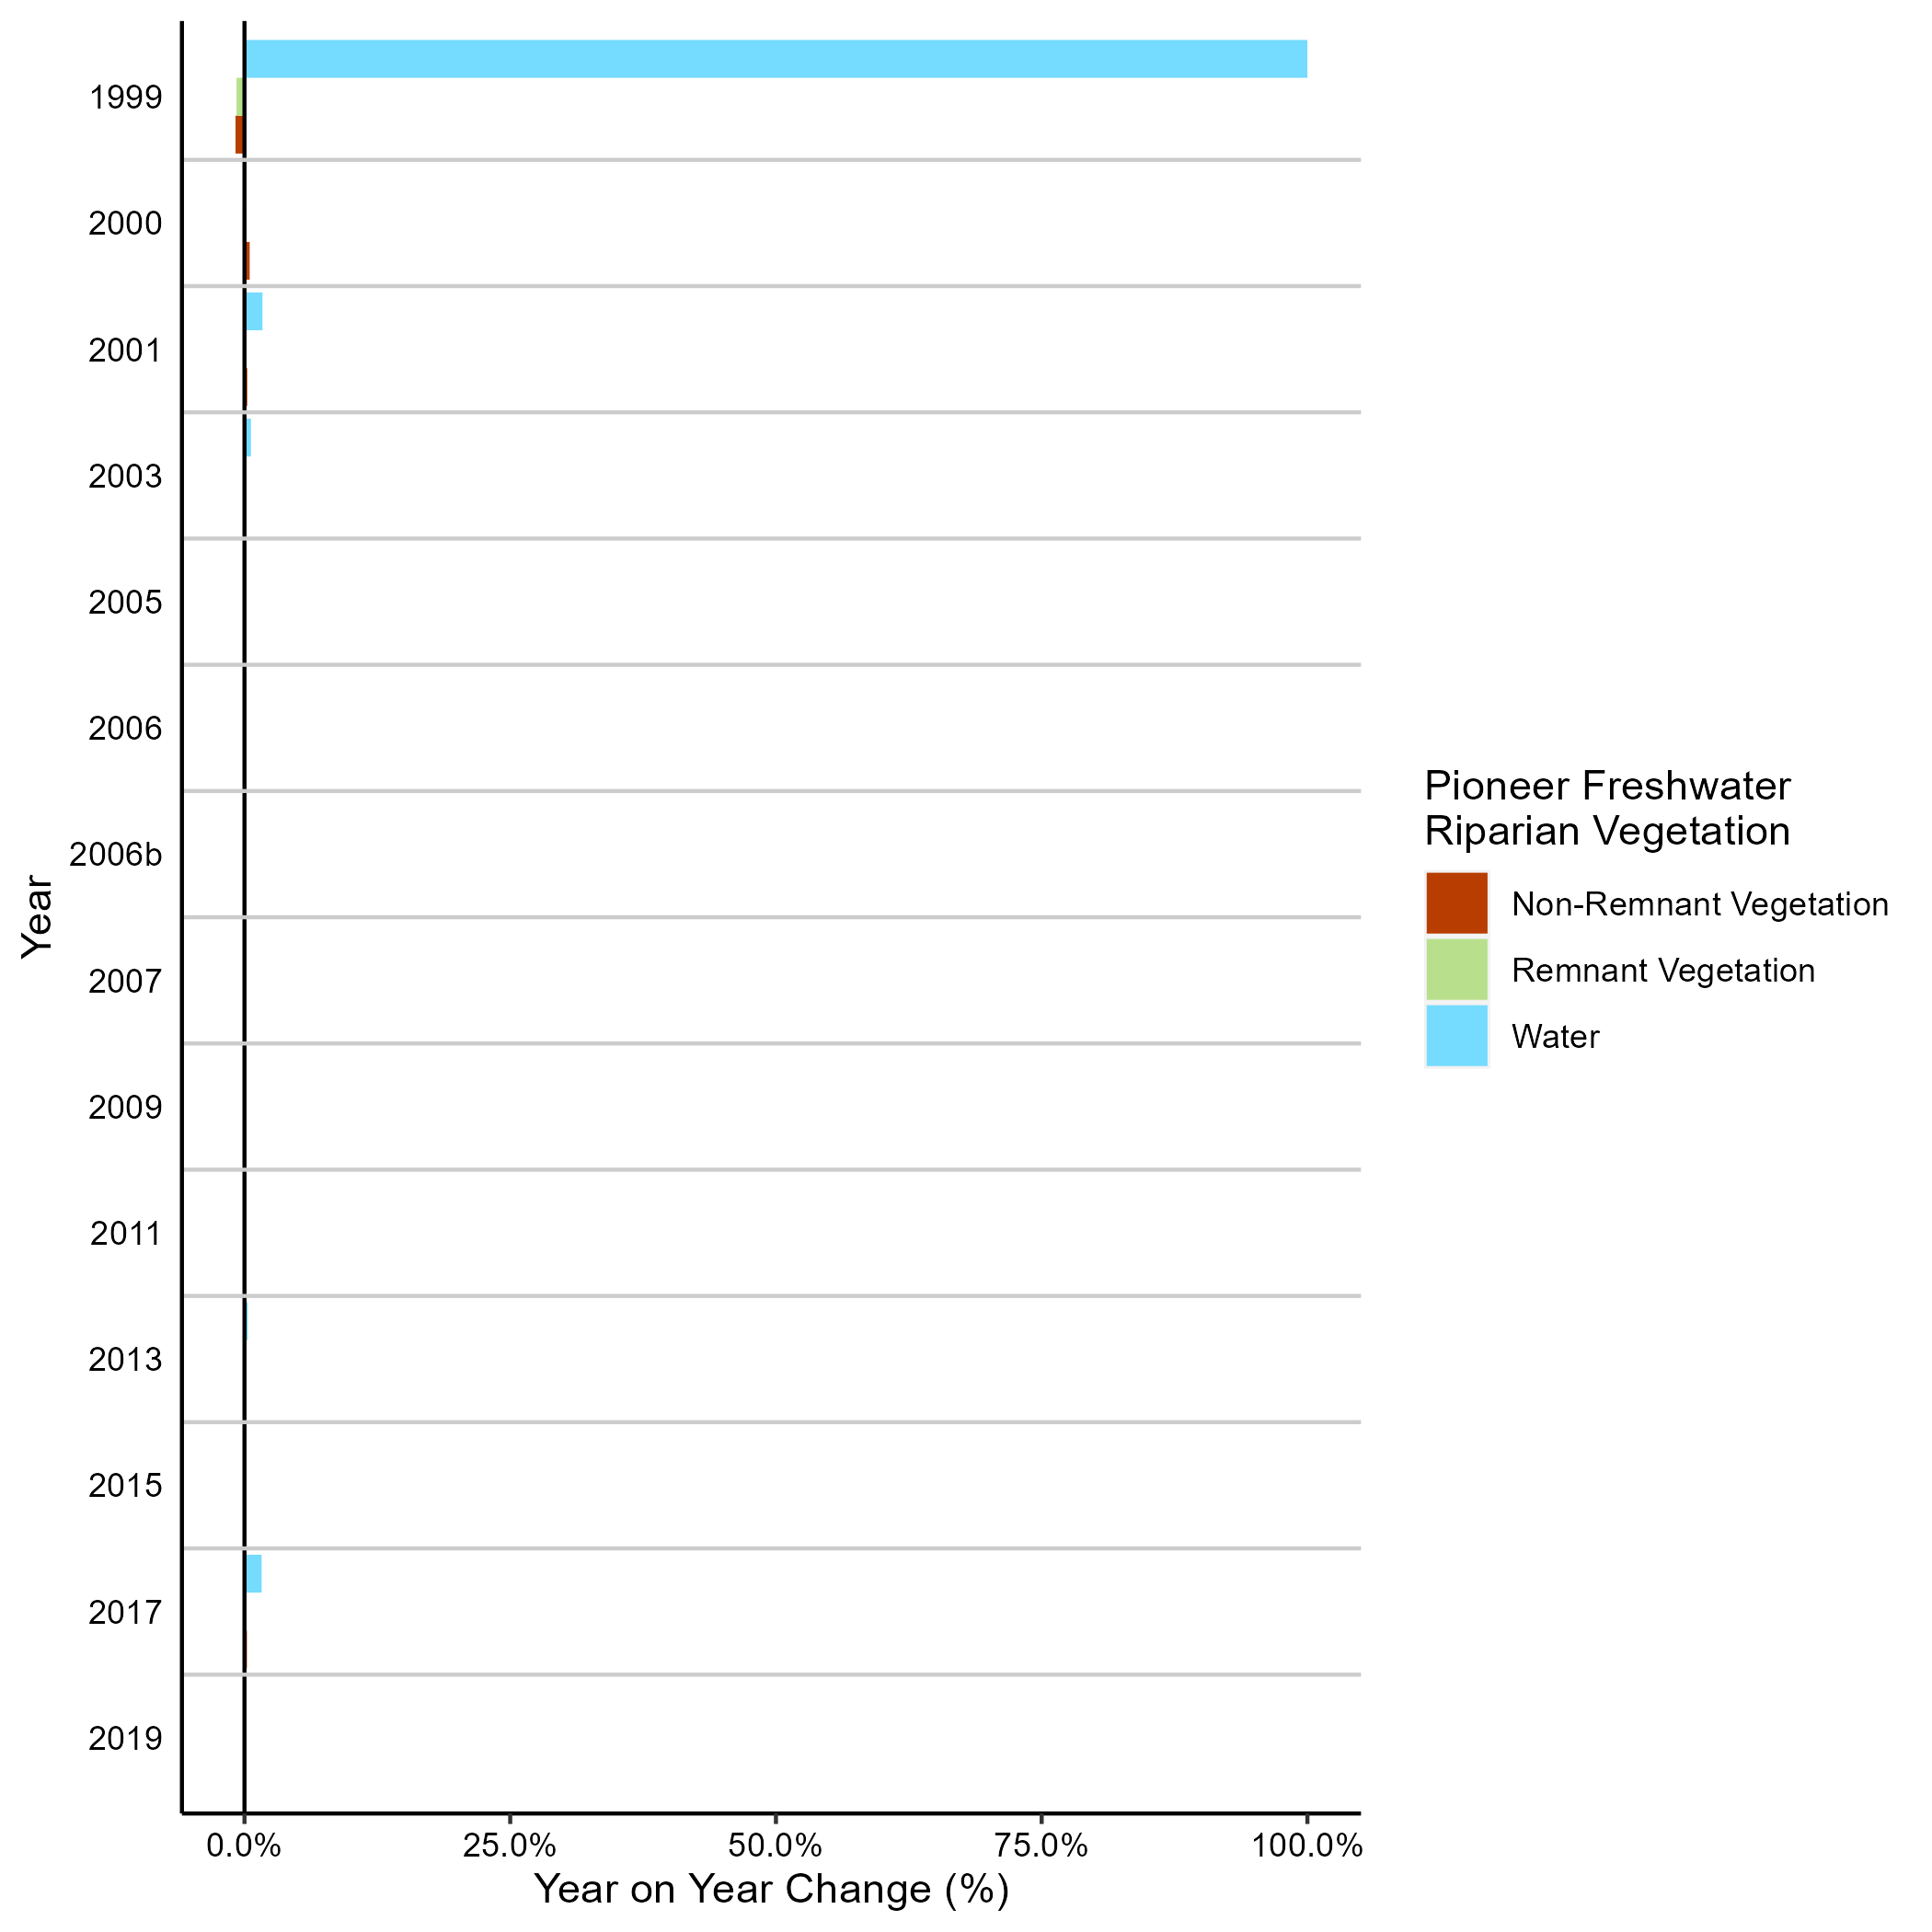 1999
2000
2001
2003
2005
2006
2006b
2007
2009
2011
2013
2015
2017
2019
Year
0.0%
25.0%
50.0%
75.0%
100.0%
Year on Year Change (%)
Pioneer Freshwater
Riparian Vegetation
Non-Remnant Vegetation
Remnant Vegetation
Water